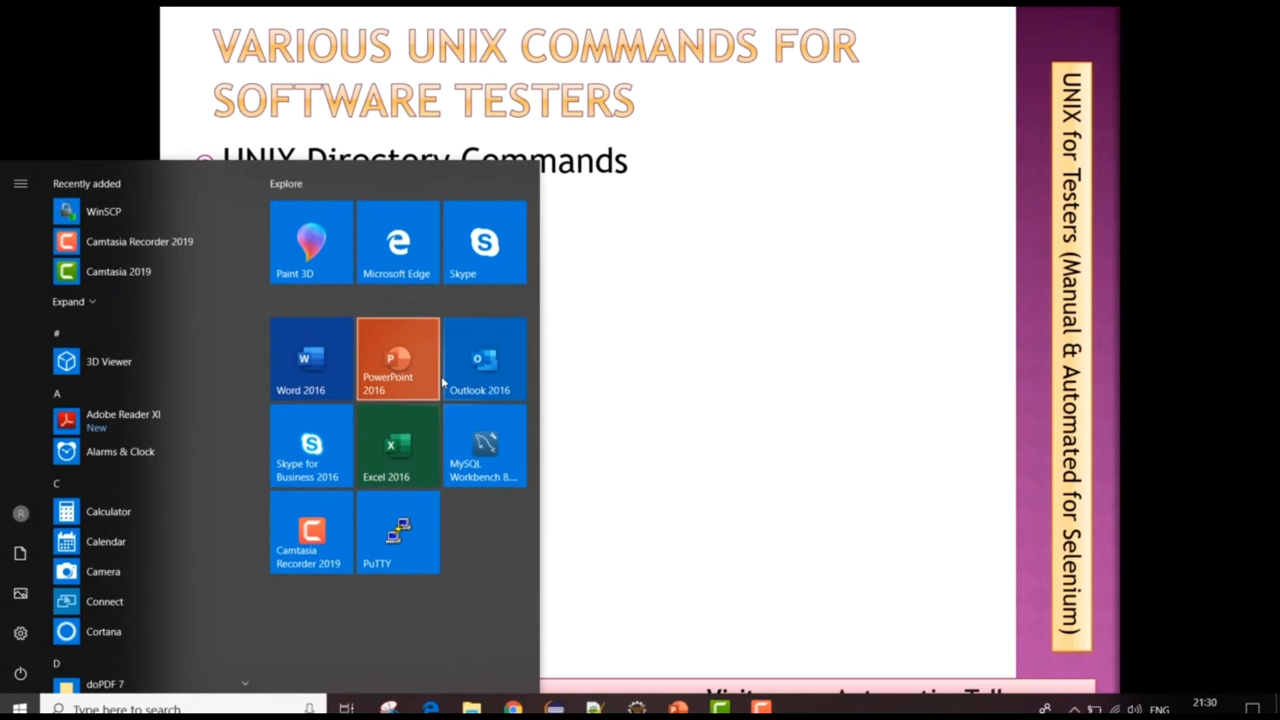 VARIOUS UNIX COMMANDS FOR
SOFTWARE TESTERS
UNIX Directory Commands
UNIX for Testers (Manual & Automated for Selenium)
Recently added
WinSCP
Camtasia Recorder 2019
Camtasia 2019
Expand
#
3D Viewer
A
Adobe Reader XI
New
Alarms & Clock
C
Calculator
Calendar
Camera
Connect
Cortana
D
doPDF 7
Explore
Paint 3D
Microsoft Edge
Skype
Word 2016
PowerPoint
2016
Outlook 2016
Skype for
Business 2016
Excel 2016
MySQL
Workbench 8....
Camtasia
Recorder 2019
PuTTY
Type here to search
ENG
21:30